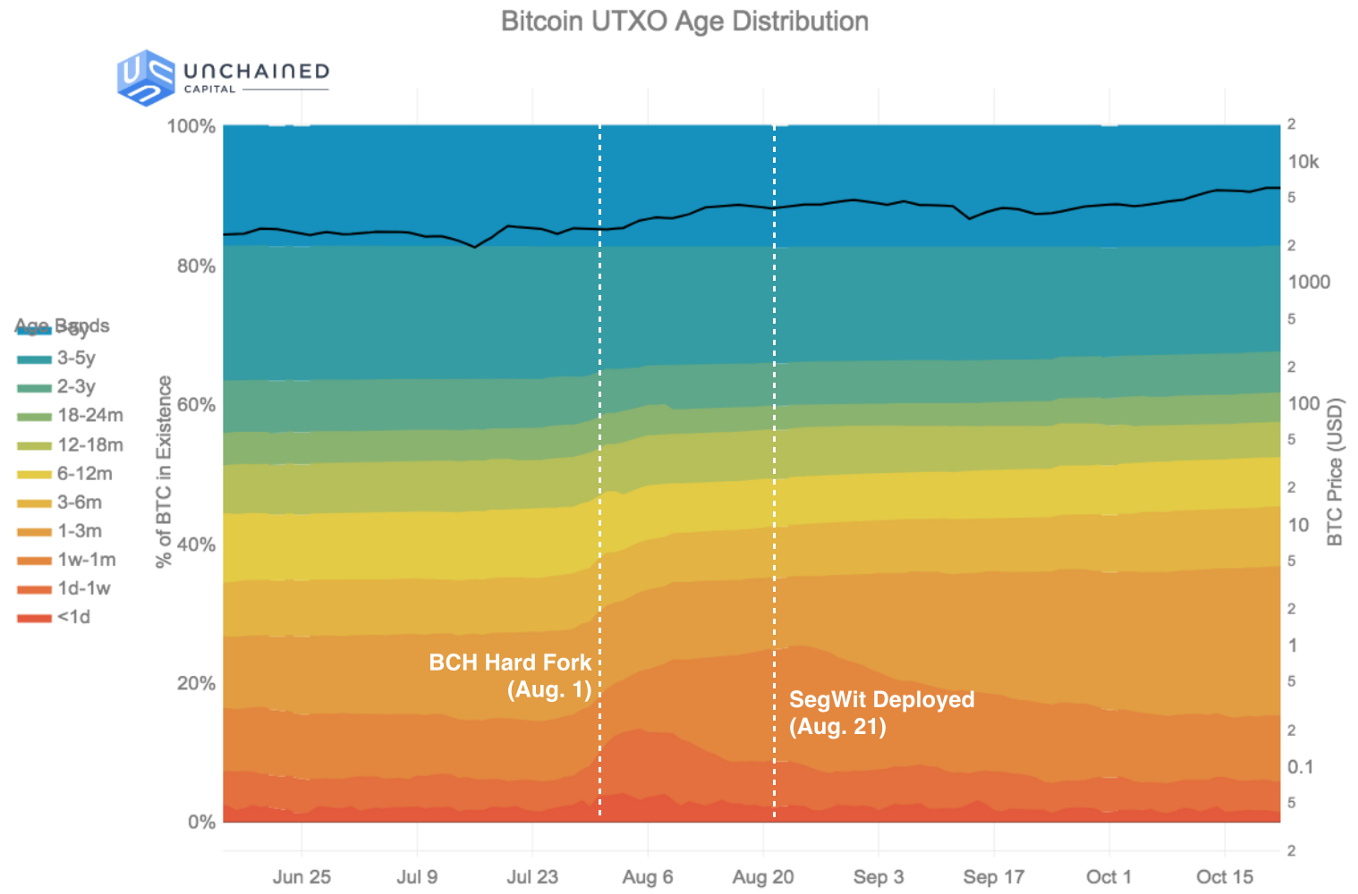 Bitcoin UTXO Age Distribution
UNCHAINED
CAPITAL
100%
80%
60%
40%
20%
0%
% of BTC in Existence
Age Bands
>5y
3-5y
2-3y
18-24m
12-18m
6-12m
3-6m
1-3m
1w-1m
1d-1w
<1d
BCH Hard Fork
(Aug. 1)
SegWit Deployed
(Aug. 21)
2
10k
5
2
1000
5
2
100
5
2
10
5
2
1
5
2
0.1
5
2
BTC Price (USD)
Jun 25
Jul 9
Jul 23
Aug 6
Aug 20
Sep 3
Sep 17
Oct 1
Oct 15